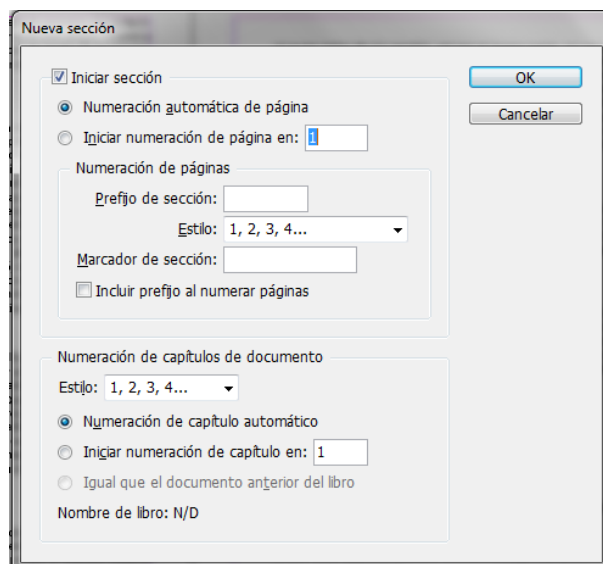 Nueva sección
Iniciar sección
OK
Numeración automática de página
Cancelar
Iniciar numeración de página en: 1
Numeración de páginas
Prefijo de sección:
Estilo: 1, 2, 3, 4...
Marcador de sección:
Incluir prefijo al numerar páginas
Numeración de capítulos de documento
Estilo: 1, 2, 3, 4...
Numeración de capítulo automático
Iniciar numeración de capítulo en: 1
Igual que el documento anterior del libro
Nombre de libro: N/D